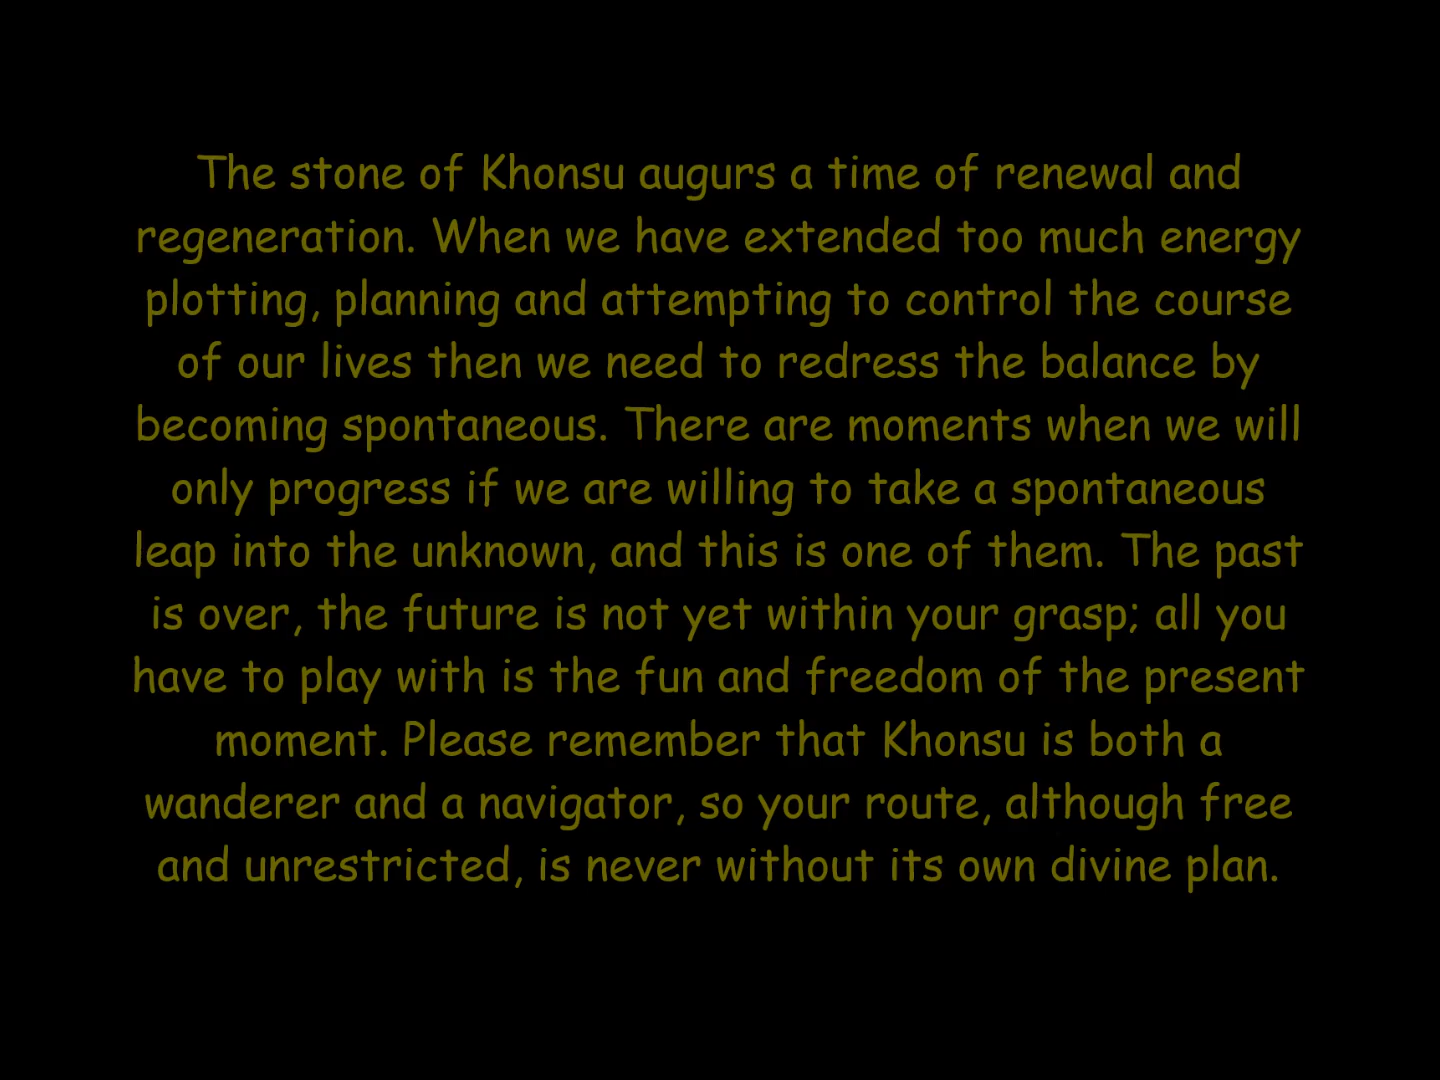 The stone of Khonsu augurs a time of renewal and
regeneration. When we have extended too much energy
plotting, planning and attempting to control the course
of our lives then we need to redress the balance by
becoming spontaneous. There are moments when we will
only progress if we are willing to take a spontaneous
leap into the unknown, and this is one of them. The past
is over, the future is not yet within your grasp; all you
have to play with is the fun and freedom of the present
moment. Please remember that Khonsu is both a
wanderer and a navigator, so your route, although free
and unrestricted, is never without its own divine plan.